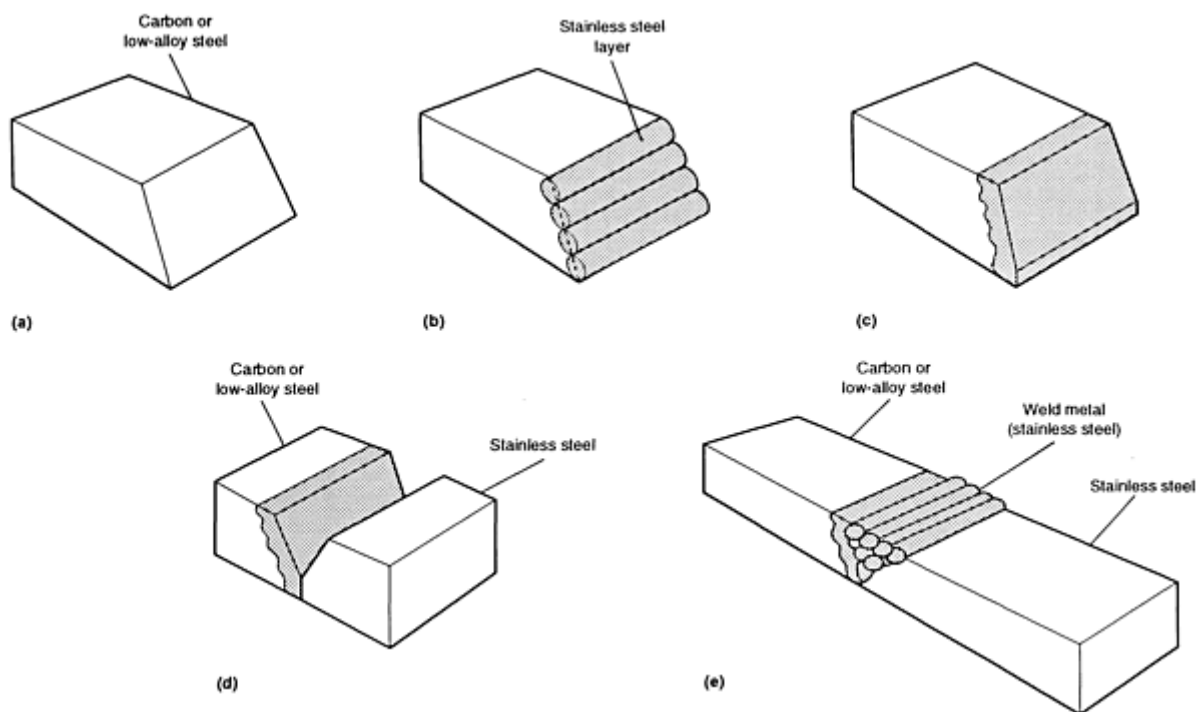 Carbon or
low-alloy steel
Stainless steel
layer
(a)
(b)
(c)
Carbon or
low-alloy steel
Stainless steel
(d)
Carbon or
low-alloy steel
Weld metal
(stainless steel)
Stainless steel
(e)